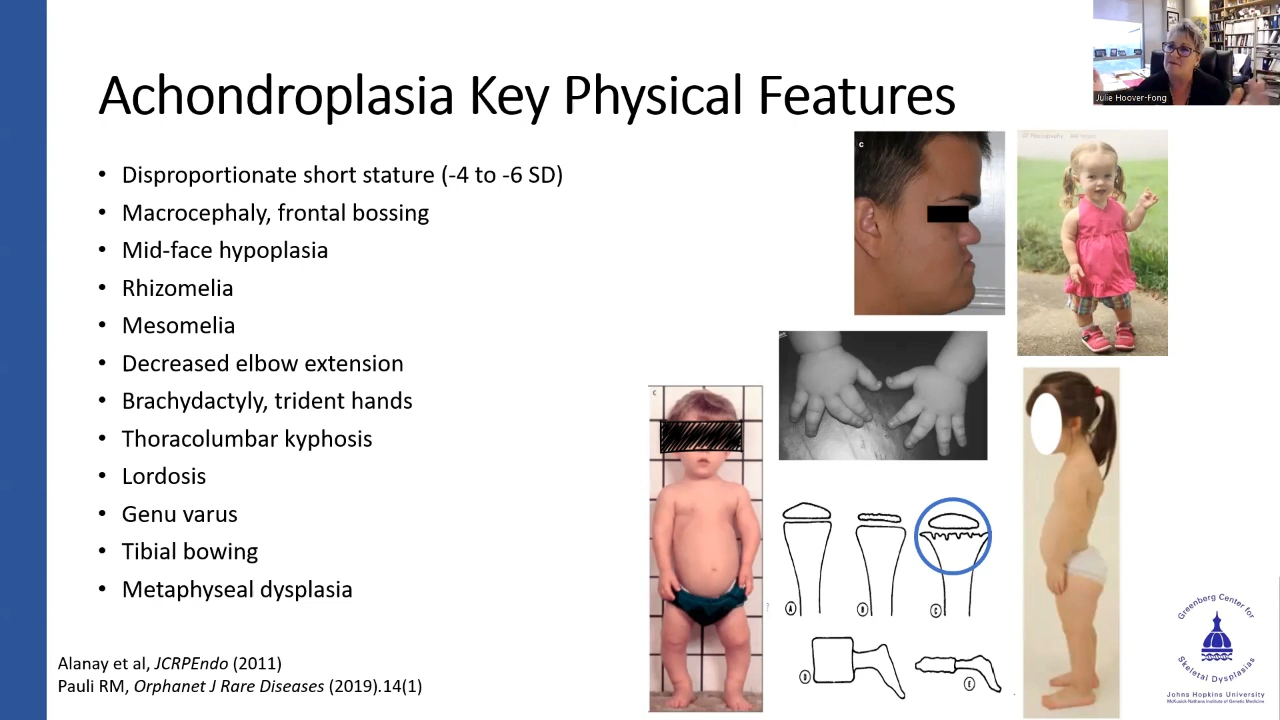 Achondroplasia Key Physical Features
Julie Hoover-Fong
• Disproportionate short stature (-4 to -6 SD)
• Macrocephaly, frontal bossing
• Mid-face hypoplasia
• Rhizomelia
• Mesomelia
• Decreased elbow extension
• Brachydactyly, trident hands
• Thoracolumbar kyphosis
• Lordosis
• Genu varus
• Tibial bowing
• Metaphyseal dysplasia
c
c
A
B
C
D
E
Alanay et al, JCRPEndo (2011)
Pauli RM, Orphanet J Rare Diseases (2019).14(1)
Greenberg Center for
Skeletal Dysplasias
Johns Hopkins University
McKusick-Nathans Institute of Genetic Medicine